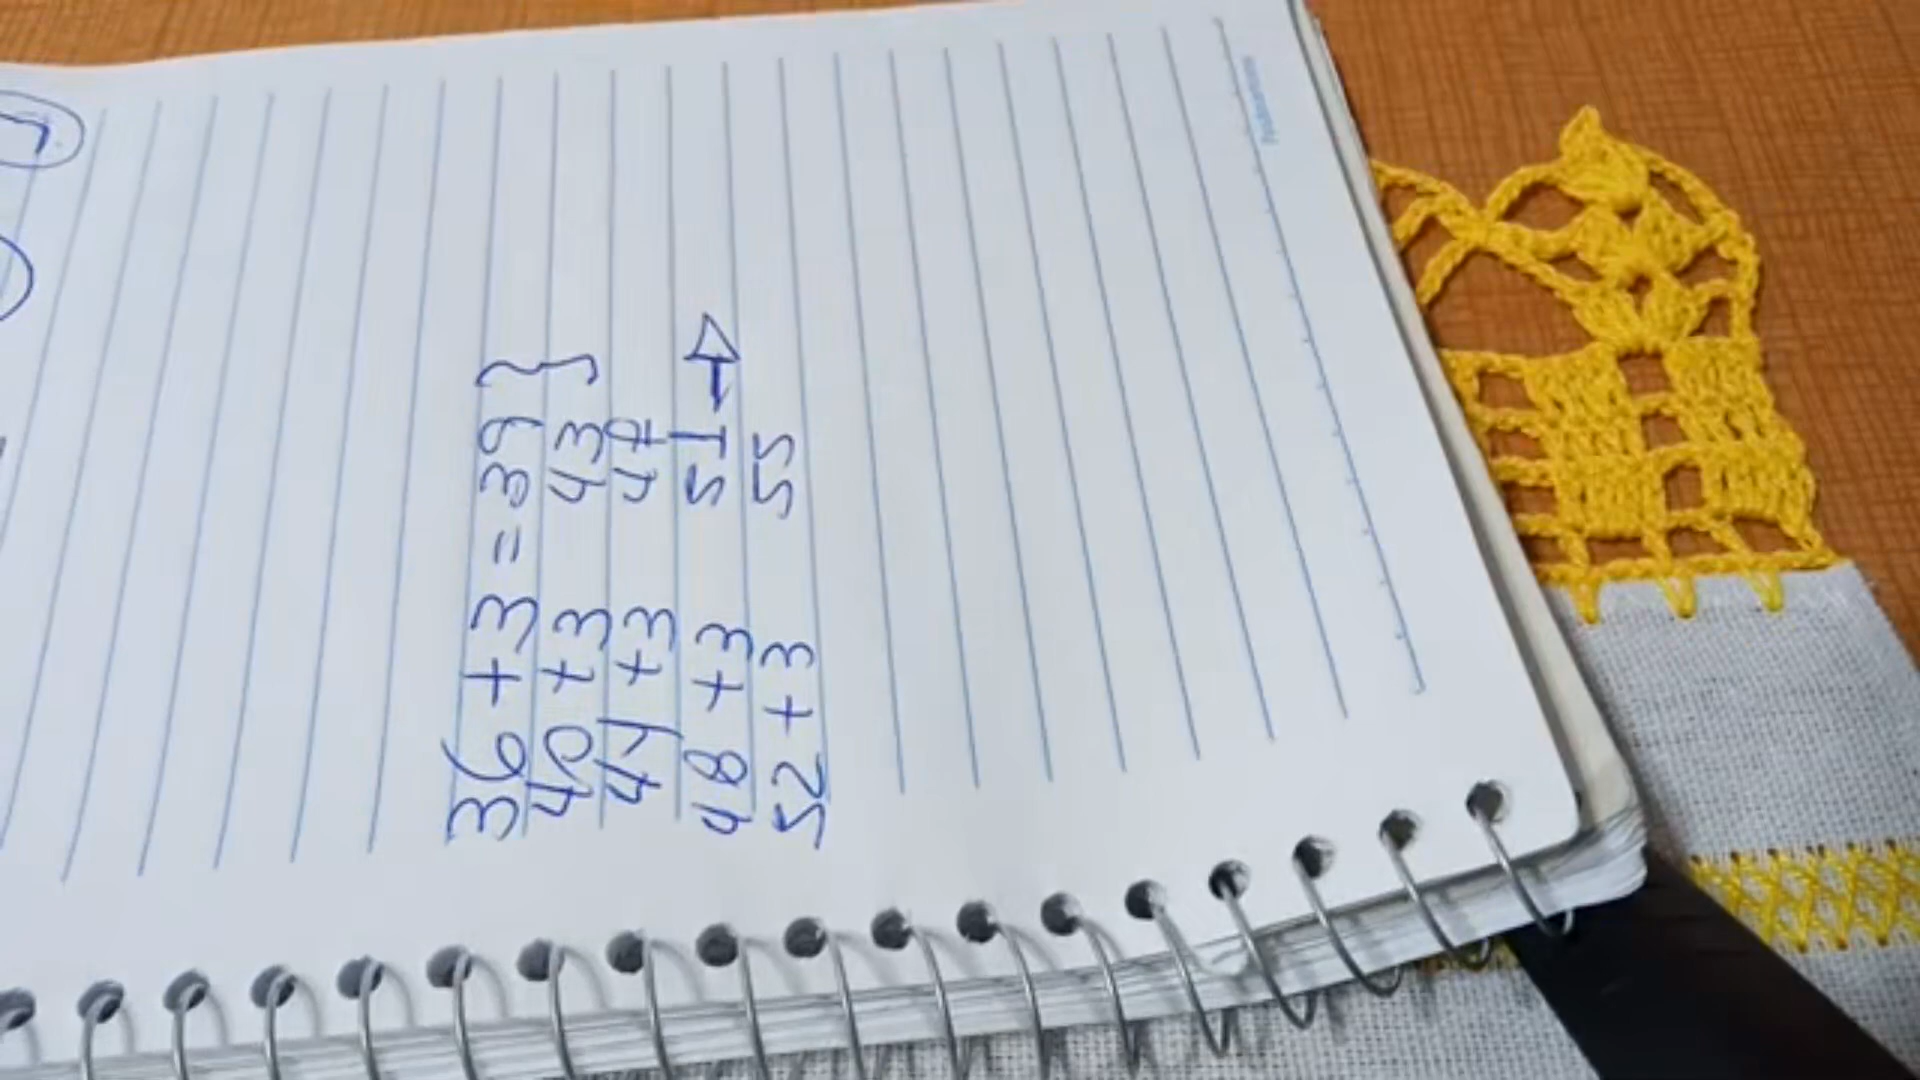 36 + 3 = 39 }
40 + 3 43 }
44 + 3 47
48 + 3 51 →
52 + 3 55